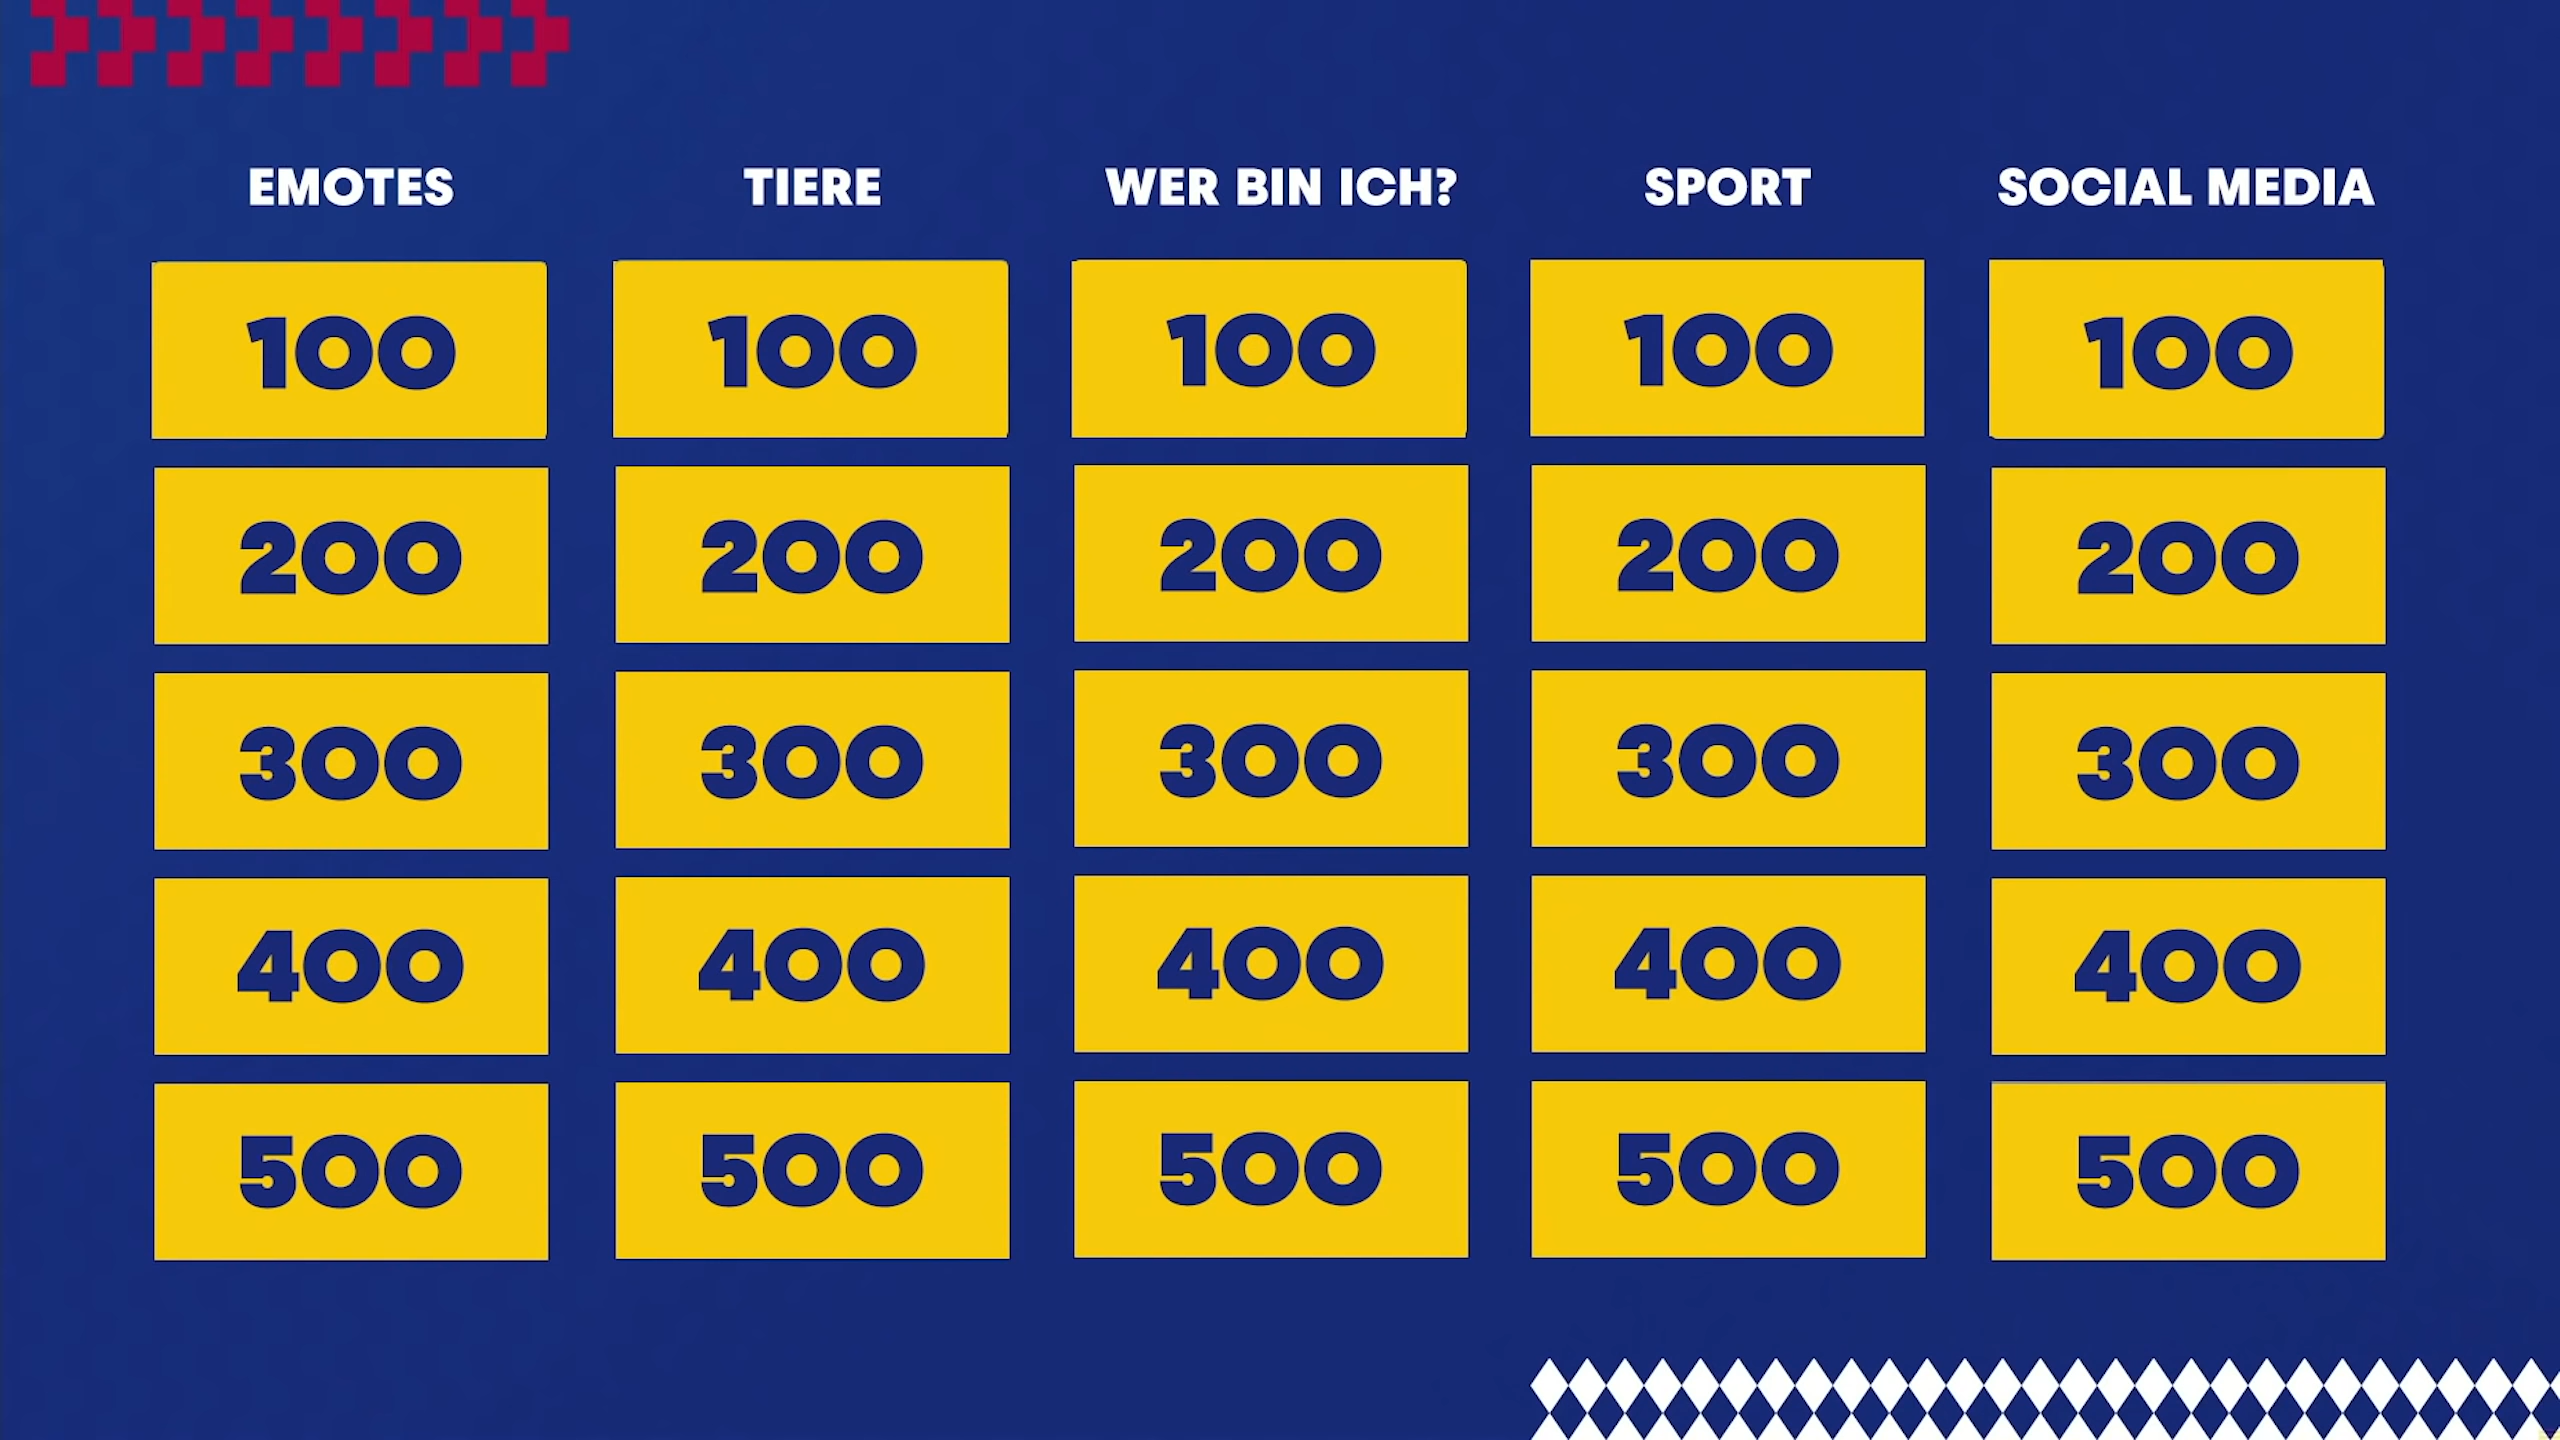 EMOTES TIERE WER BIN ICH? SPORT SOCIAL MEDIA
100 100 100 100 100
200 200 200 200 200
300 300 300 300 300
400 400 400 400 400
500 500 500 500 500